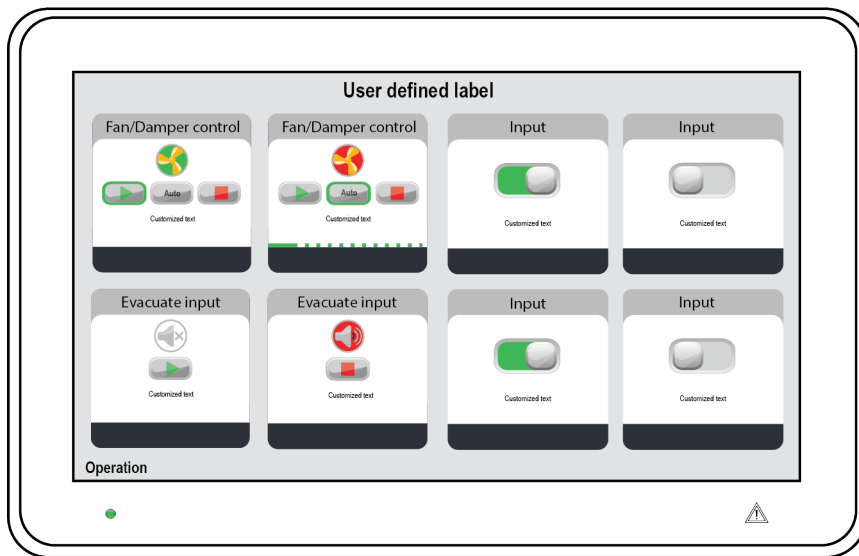 User defined label
Fan/Damper control
Fan/Damper control
Input
Input
Auto
Customized text
Auto
Customized text
Customized text
Customized text
Evacuate input
Evacuate input
Input
Input
Customized text
Customized text
Customized text
Customized text
Operation